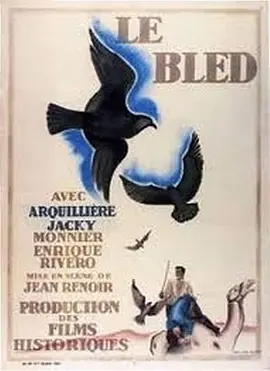 LE
BLED
AVEC
ARQUILLIÈRE
JACKY
MONNIER
ENRIQUE
RIVERO
MISE EN SCÈNE DE
JEAN RENOIR
PRODUCTION
DES
FILMS
HISTORIQUES